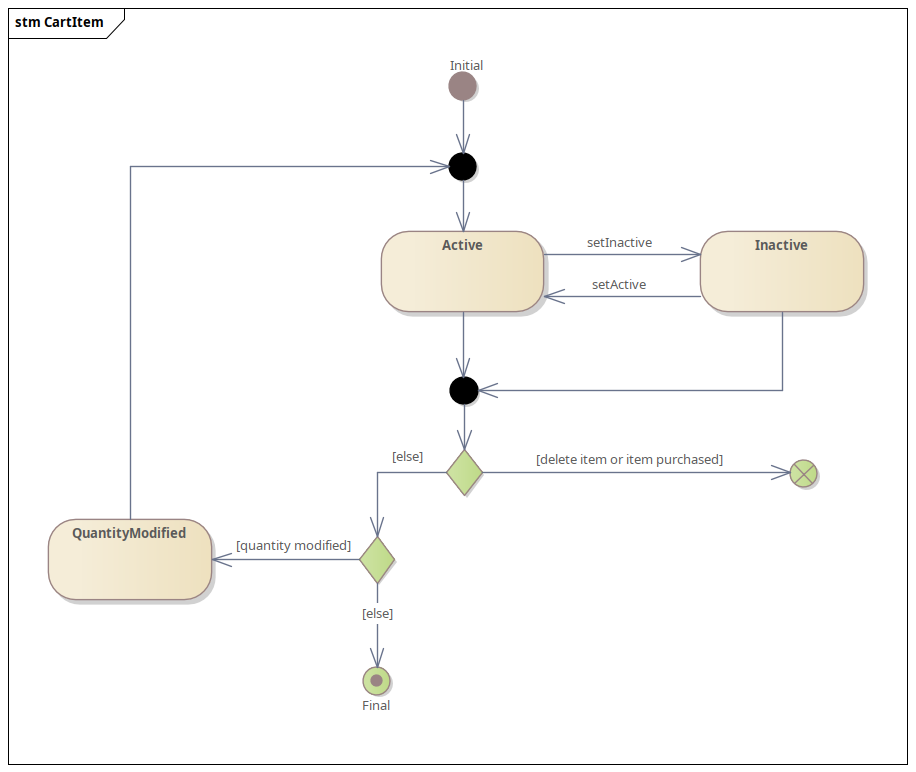 stm CartItem
Initial
Active
setInactive
Inactive
setActive
[else]
[delete item or item purchased]
QuantityModified
[quantity modified]
[else]
Final